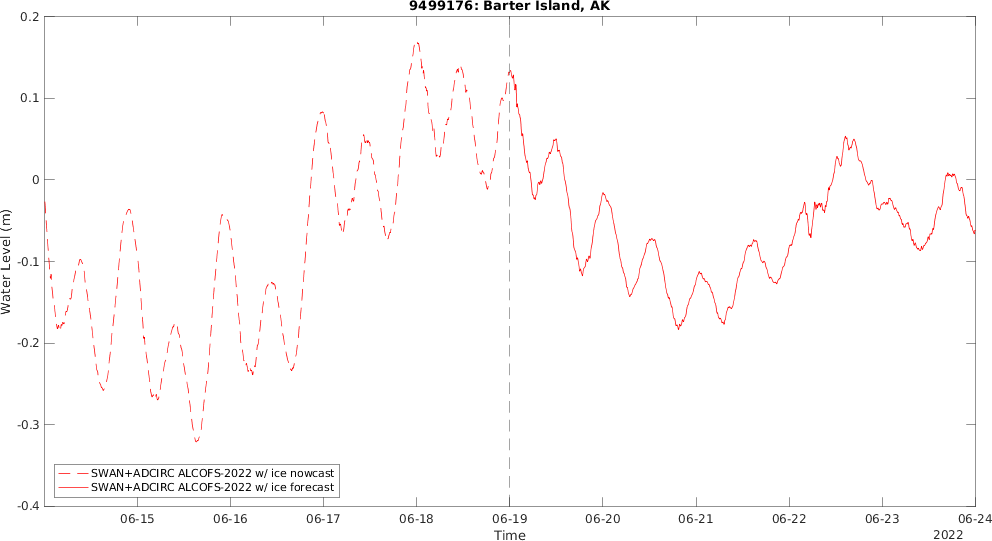 9499176: Barter Island, AK
0.2
0.1
0
-0.1
-0.2
-0.3
-0.4
Water Level (m)
SWAN+ADCIRC ALCOFS-2022 w/ ice nowcast
SWAN+ADCIRC ALCOFS-2022 w/ ice forecast
06-15 06-16 06-17 06-18 06-19 06-20 06-21 06-22 06-23 06-24
Time
2022